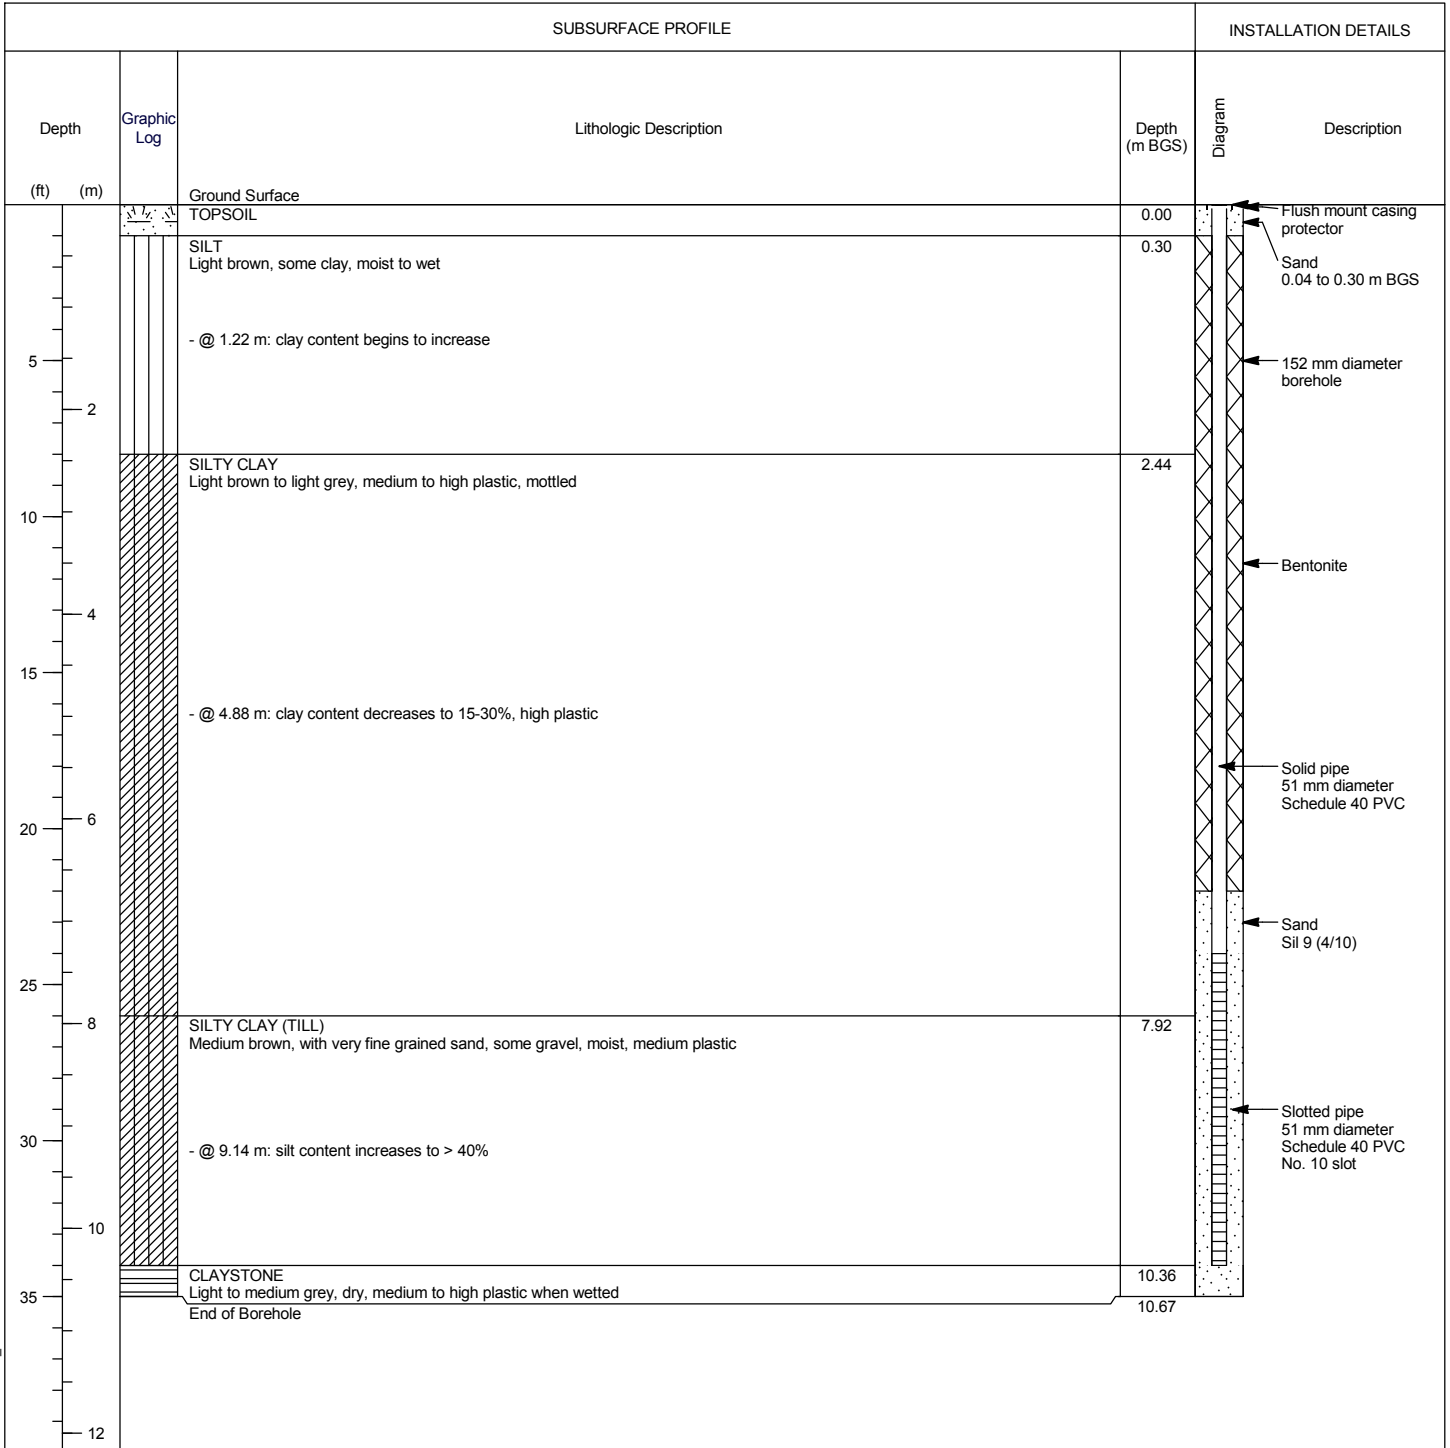 SUBSURFACE PROFILE
INSTALLATION DETAILS
Depth
Graphic
Log
Lithologic Description
Depth
(m BGS)
Diagram
Description
(ft) (m)
Ground Surface
TOPSOIL
0.00
Flush mount casing
protector
SILT
0.30
Light brown, some clay, moist to wet
Sand
0.04 to 0.30 m BGS
- @ 1.22 m: clay content begins to increase
5
152 mm diameter
borehole
2
SILTY CLAY
2.44
Light brown to light grey, medium to high plastic, mottled
10
Bentonite
4
15
- @ 4.88 m: clay content decreases to 15-30%, high plastic
Solid pipe
51 mm diameter
Schedule 40 PVC
6
20
Sand
Sil 9 (4/10)
25
8
SILTY CLAY (TILL)
7.92
Medium brown, with very fine grained sand, some gravel, moist, medium plastic
Slotted pipe
51 mm diameter
Schedule 40 PVC
No. 10 slot
30
- @ 9.14 m: silt content increases to > 40%
10
CLAYSTONE
10.36
Light to medium grey, dry, medium to high plastic when wetted
35
End of Borehole
10.67
12